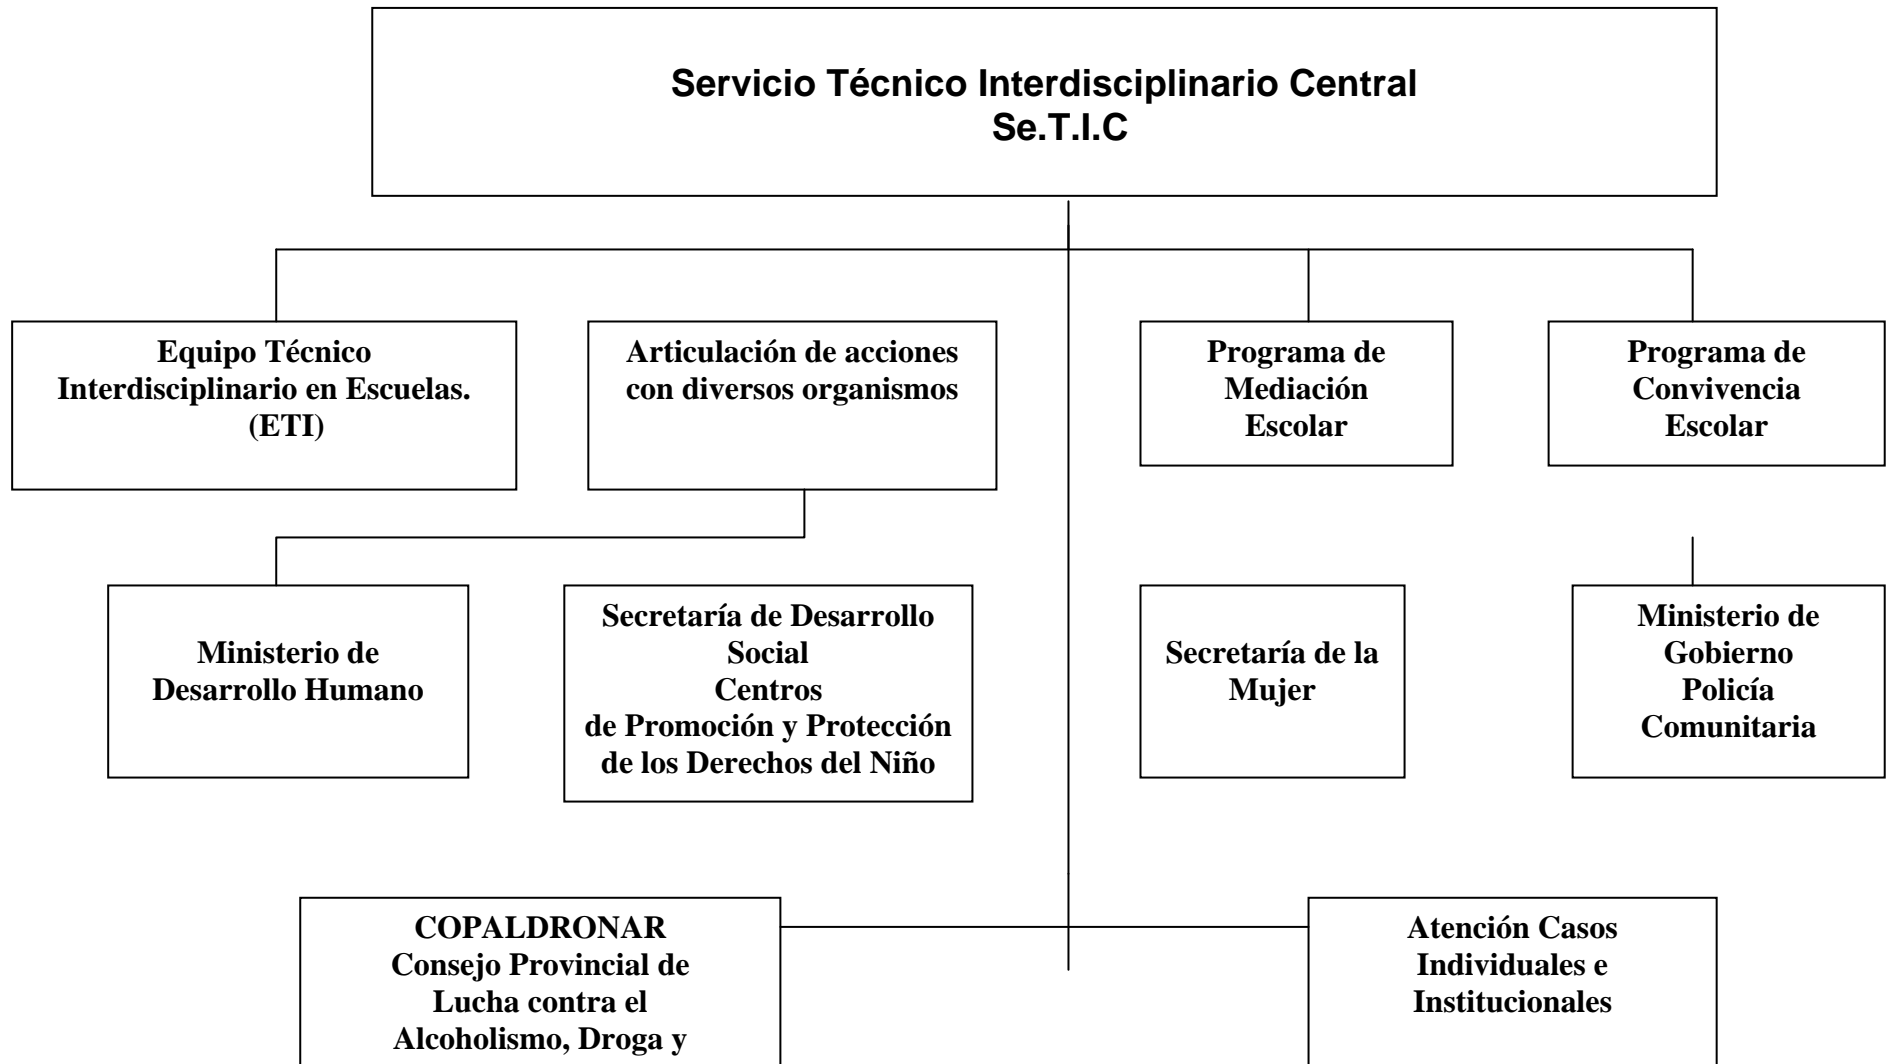 Servicio Técnico Interdisciplinario Central
Se.T.I.C
Equipo Técnico
Interdisciplinario en Escuelas.
(ETI)
Articulación de acciones
con diversos organismos
Programa de
Mediación
Escolar
Programa de
Convivencia
Escolar
Ministerio de
Desarrollo Humano
Secretaría de Desarrollo
Social
Centros
de Promoción y Protección
de los Derechos del Niño
Secretaría de la
Mujer
Ministerio de
Gobierno
Policía
Comunitaria
COPALDRONAR
Consejo Provincial de
Lucha contra el
Alcoholismo, Droga y
Atención Casos
Individuales e
Institucionales